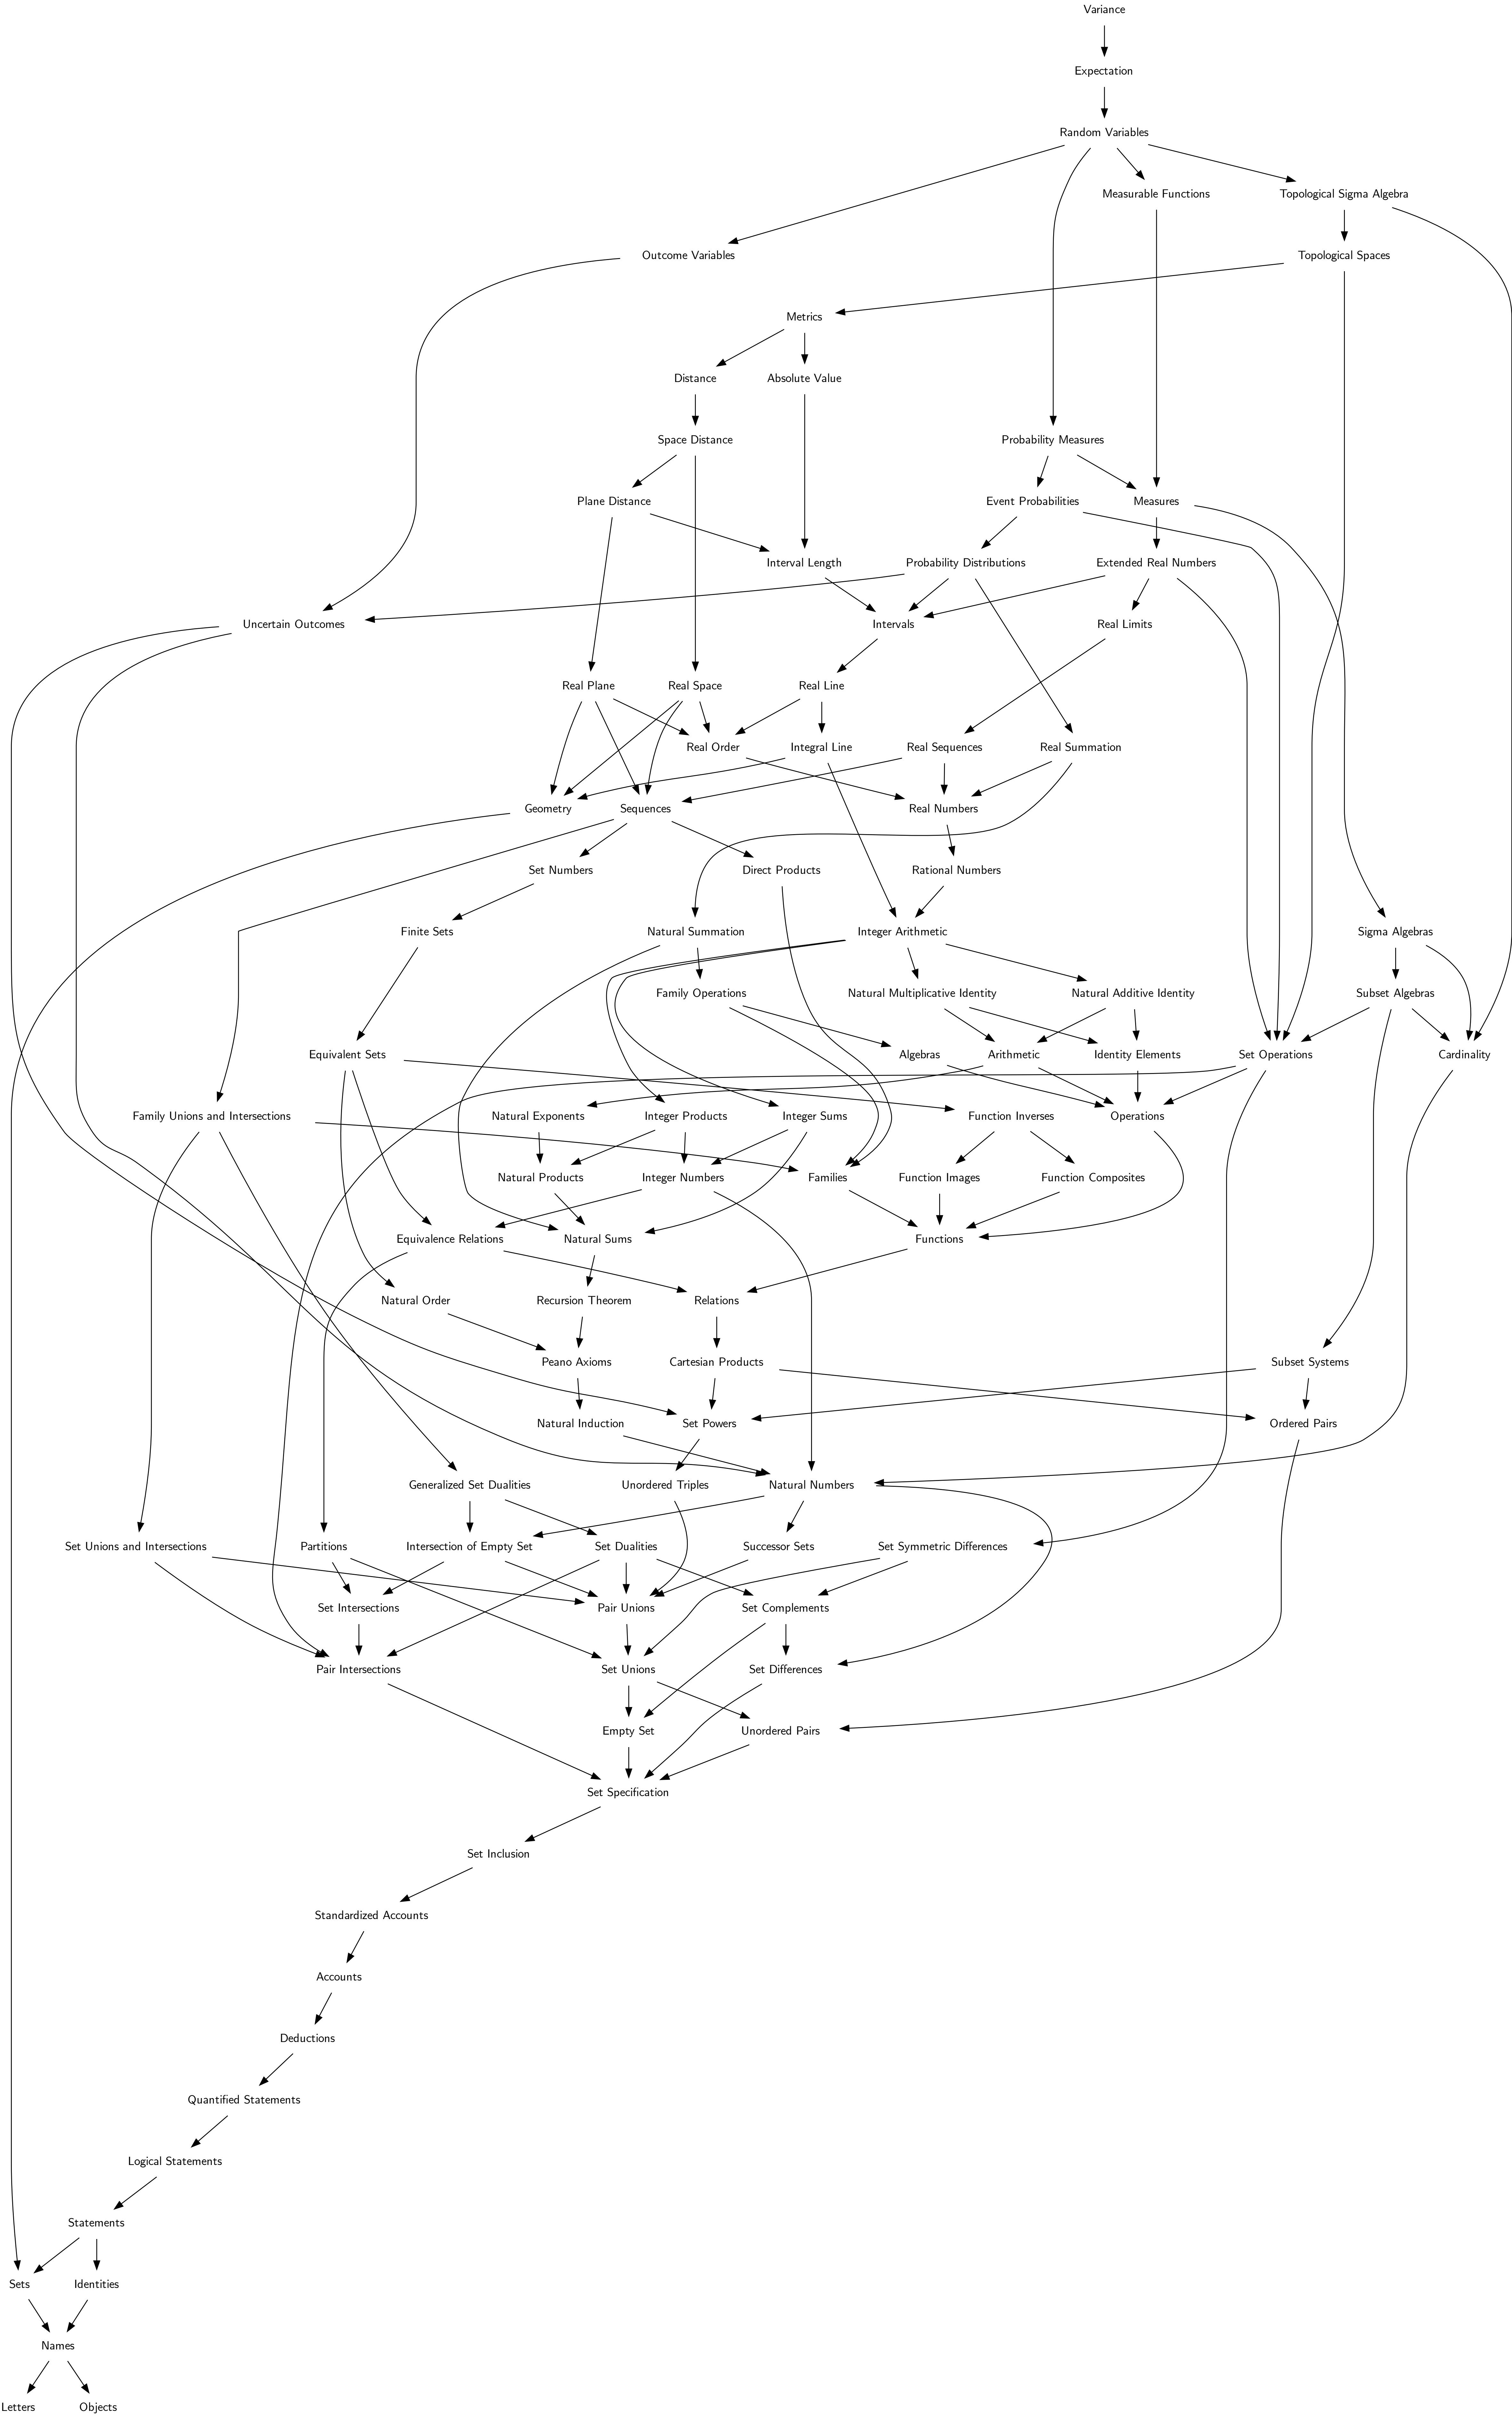 Variance
Expectation
Random Variables
Measurable Functions
Topological Sigma Algebra
Outcome Variables
Topological Spaces
Metrics
Distance
Absolute Value
Space Distance
Probability Measures
Plane Distance
Event Probabilities
Measures
Interval Length
Probability Distributions
Extended Real Numbers
Uncertain Outcomes
Intervals
Real Limits
Real Plane
Real Space
Real Line
Real Order
Integral Line
Real Sequences
Real Summation
Geometry
Sequences
Real Numbers
Set Numbers
Direct Products
Rational Numbers
Finite Sets
Natural Summation
Integer Arithmetic
Sigma Algebras
Family Operations
Natural Multiplicative Identity
Natural Additive Identity
Subset Algebras
Equivalent Sets
Algebras
Arithmetic
Identity Elements
Set Operations
Cardinality
Family Unions and Intersections
Natural Exponents
Integer Products
Integer Sums
Function Inverses
Operations
Natural Products
Integer Numbers
Families
Function Images
Function Composites
Equivalence Relations
Natural Sums
Functions
Natural Order
Recursion Theorem
Relations
Peano Axioms
Cartesian Products
Subset Systems
Natural Induction
Set Powers
Ordered Pairs
Generalized Set Dualities
Unordered Triples
Natural Numbers
Set Unions and Intersections
Partitions
Intersection of Empty Set
Set Dualities
Successor Sets
Set Symmetric Differences
Set Intersections
Pair Unions
Set Complements
Pair Intersections
Set Unions
Set Differences
Empty Set
Unordered Pairs
Set Specification
Set Inclusion
Standardized Accounts
Accounts
Deductions
Quantified Statements
Logical Statements
Statements
Sets
Identities
Names
Letters
Objects